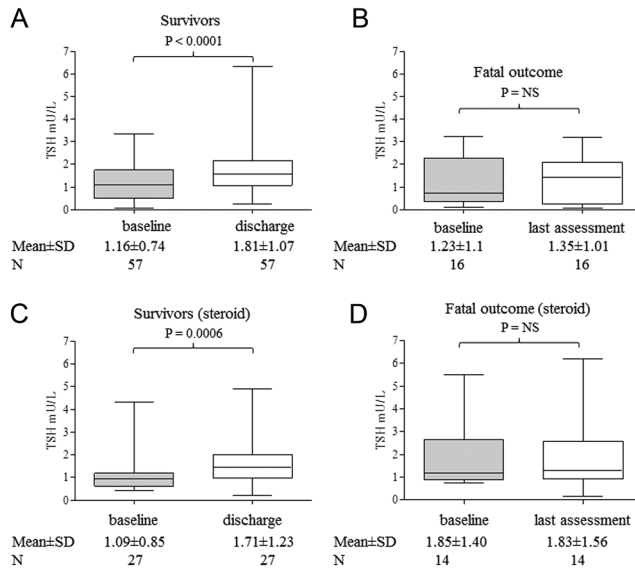 A
Survivors
P < 0.0001
TSH mU/L
7
6
5
4
3
2
1
0
baseline discharge
Mean±SD 1.16±0.74 1.81±1.07
N 57 57
B
Fatal outcome
P = NS
TSH mU/L
7
6
5
4
3
2
1
0
baseline last assessment
Mean±SD 1.23±1.1 1.35±1.01
N 16 16
C
Survivors (steroid)
P = 0.0006
TSH mU/L
7
6
5
4
3
2
1
0
baseline discharge
Mean±SD 1.09±0.85 1.71±1.23
N 27 27
D
Fatal outcome (steroid)
P = NS
TSH mU/L
7
6
5
4
3
2
1
0
baseline last assessment
Mean±SD 1.85±1.40 1.83±1.56
N 14 14